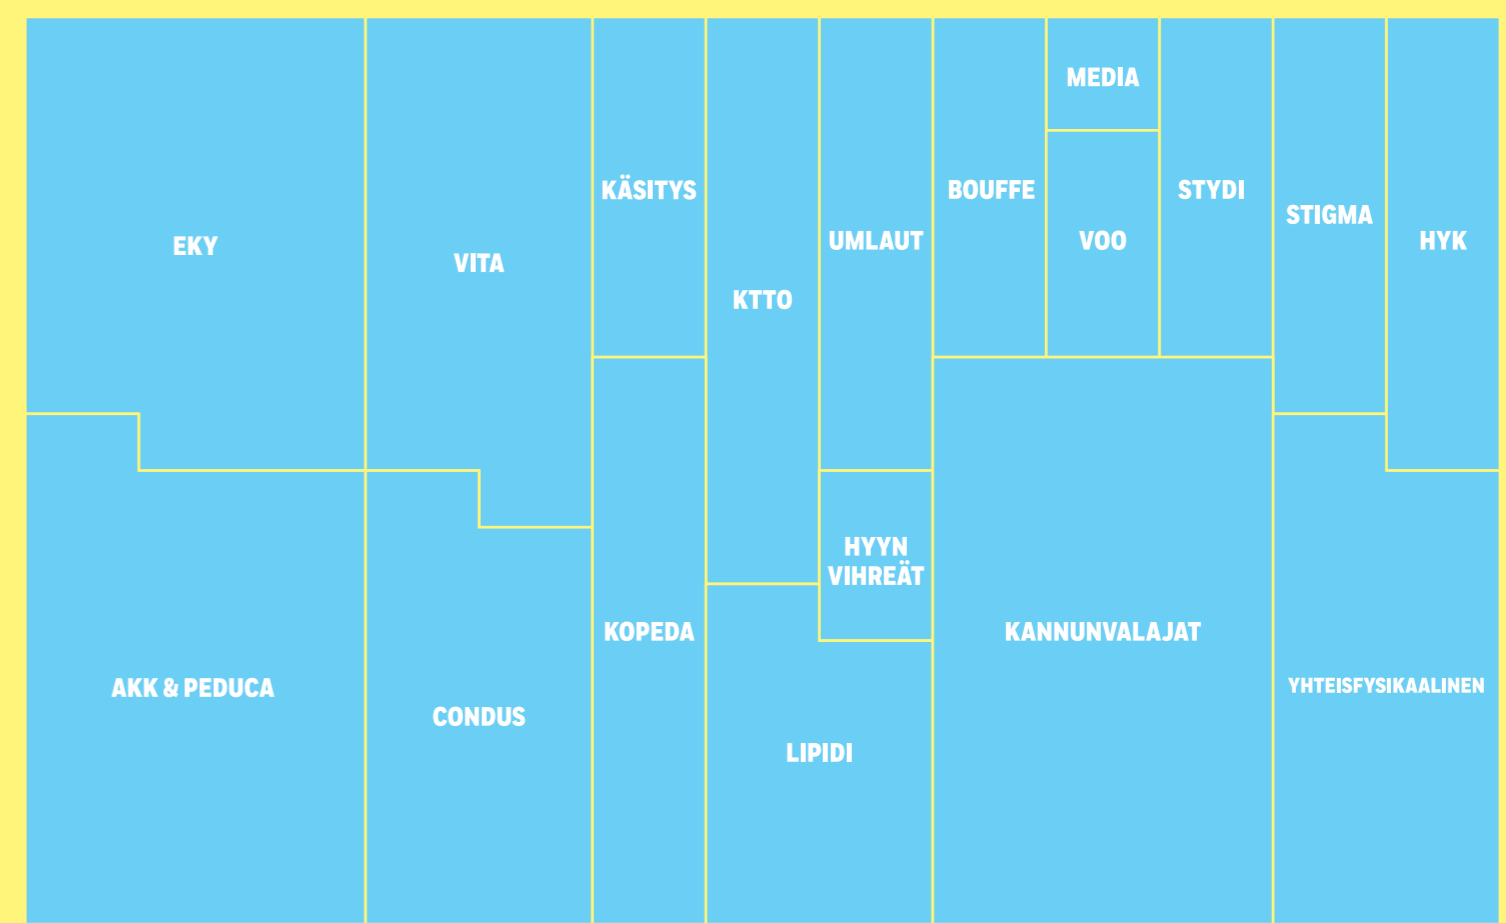 MEDIA
KÄSITYS
BOUFFE
STYDI
STIGMA
EKY
VITA
UMLAUT
VOO
HYK
KTTO
HYYN
VIHREÄT
KOPEDA
KANNUNVALAJAT
AKK & PEDUCA
YHTEISFYSIKAALINEN
CONDUS
LIPIDI